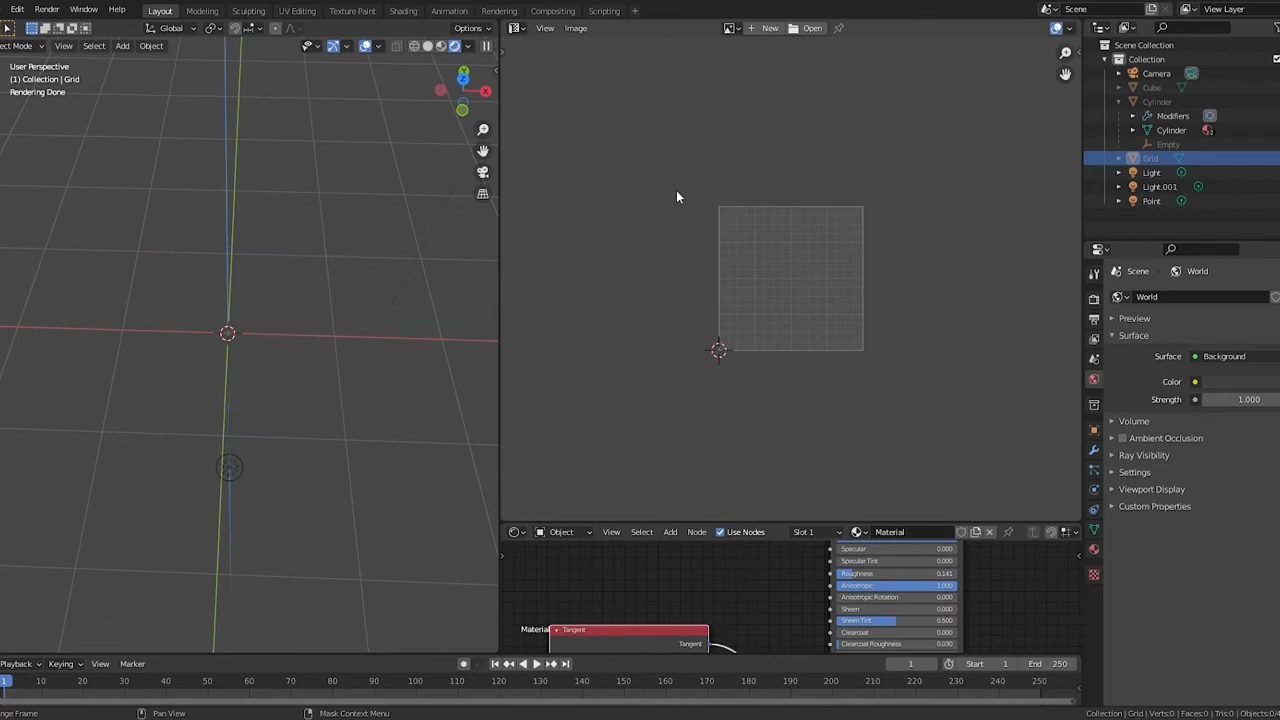 Edit Render Window Help Layout Modeling Sculpting UV Editing Texture Paint Shading Animation Rendering Compositing Scripting Scene View Layer
Global Options View Image New Open
View Select Add Object
User Perspective
(1) Collection | Grid
Rendering Done
Y
Z
X
Scene Collection
Collection
Camera
Cube
Cylinder
Modifiers
Cylinder
2
Empty
Grid
Light
Light.001
Point
Scene World
World
Preview
Surface
Surface Background
Color
Strength 1.000
Volume
Ambient Occlusion
Ray Visibility
Settings
Viewport Display
Custom Properties
Object View Select Add Node Use Nodes Slot 1 Material
Specular 0.000
Specular Tint 0.000
Roughness 0.141
Anisotropic 1.000
Anisotropic Rotation 0.000
Sheen 0.000
Sheen Tint 0.500
Clearcoat 0.000
Clearcoat Roughness 0.030
Material Tangent
Tangent
Playback Keying View Marker 1 Start 1 End 250
1 10 20 30 40 50 60 70 80 90 100 110 120 130 140 150 160 170 180 190 200 210 220 230 240 250
Pan View Mask Context Menu Collection | Grid | Verts:0 | Faces:0 | Tris:0 |